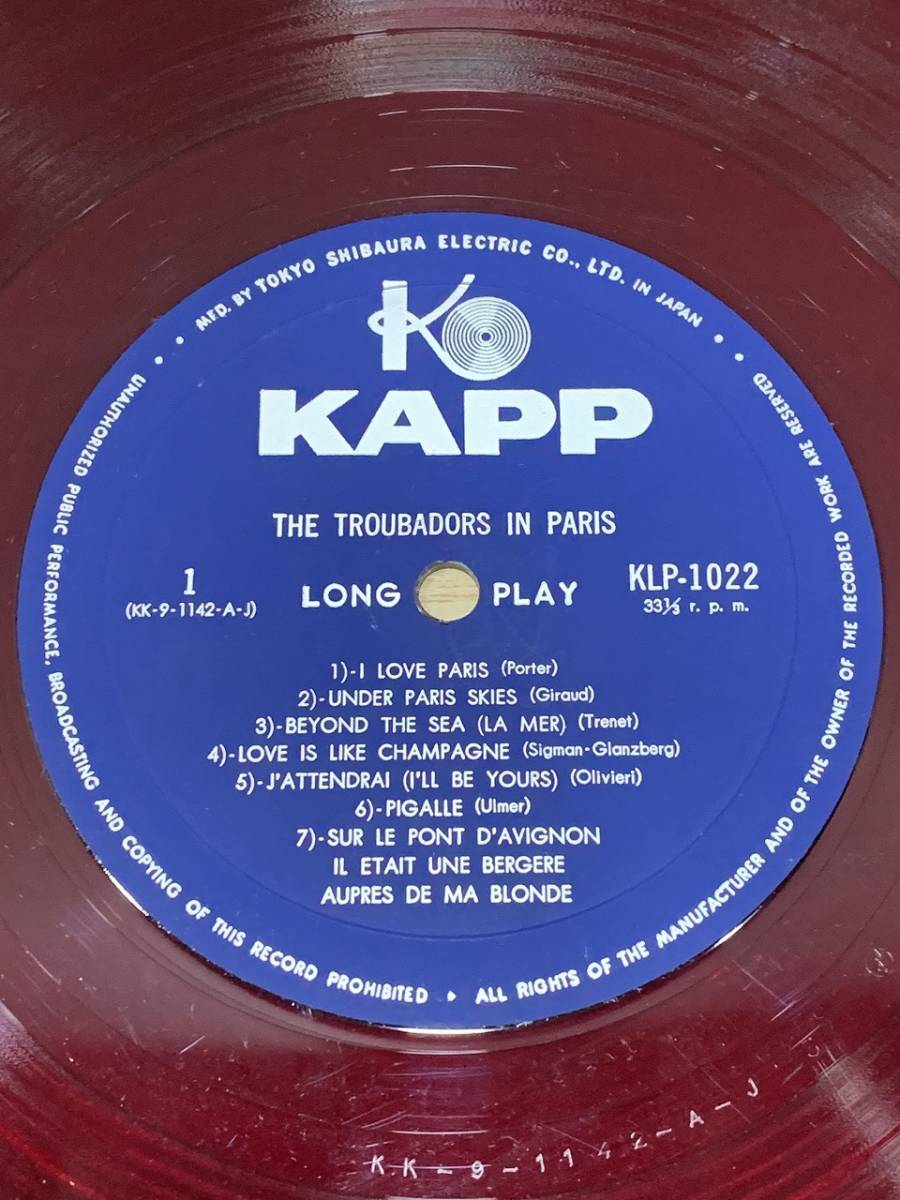 MFD. BY TOKYO SHIBAURA ELECTRIC CO., LTD. IN JAPAN
KAPP
THE TROUBADORS IN PARIS
1
(KK-9-1142-A-J)
LONG PLAY
KLP-1022
33⅓ r. p. m.
1)-I LOVE PARIS (Porter)
2)-UNDER PARIS SKIES (Giraud)
3)-BEYOND THE SEA (LA MER) (Trenet)
4)-LOVE IS LIKE CHAMPAGNE (Sigman-Glanzberg)
5)-J'ATTENDRAI (I'LL BE YOURS) (Olivieri)
6)-PIGALLE (Ulmer)
7)-SUR LE PONT D'AVIGNON
IL ETAIT UNE BERGERE
AUPRES DE MA BLONDE
UNAUTHORIZED PUBLIC PERFORMANCE, BROADCASTING AND COPYING OF THIS RECORD PROHIBITED • ALL RIGHTS OF THE MANUFACTURER AND OF THE OWNER OF THE RECORDED WORK ARE RESERVED
KK-9-1142-A-J